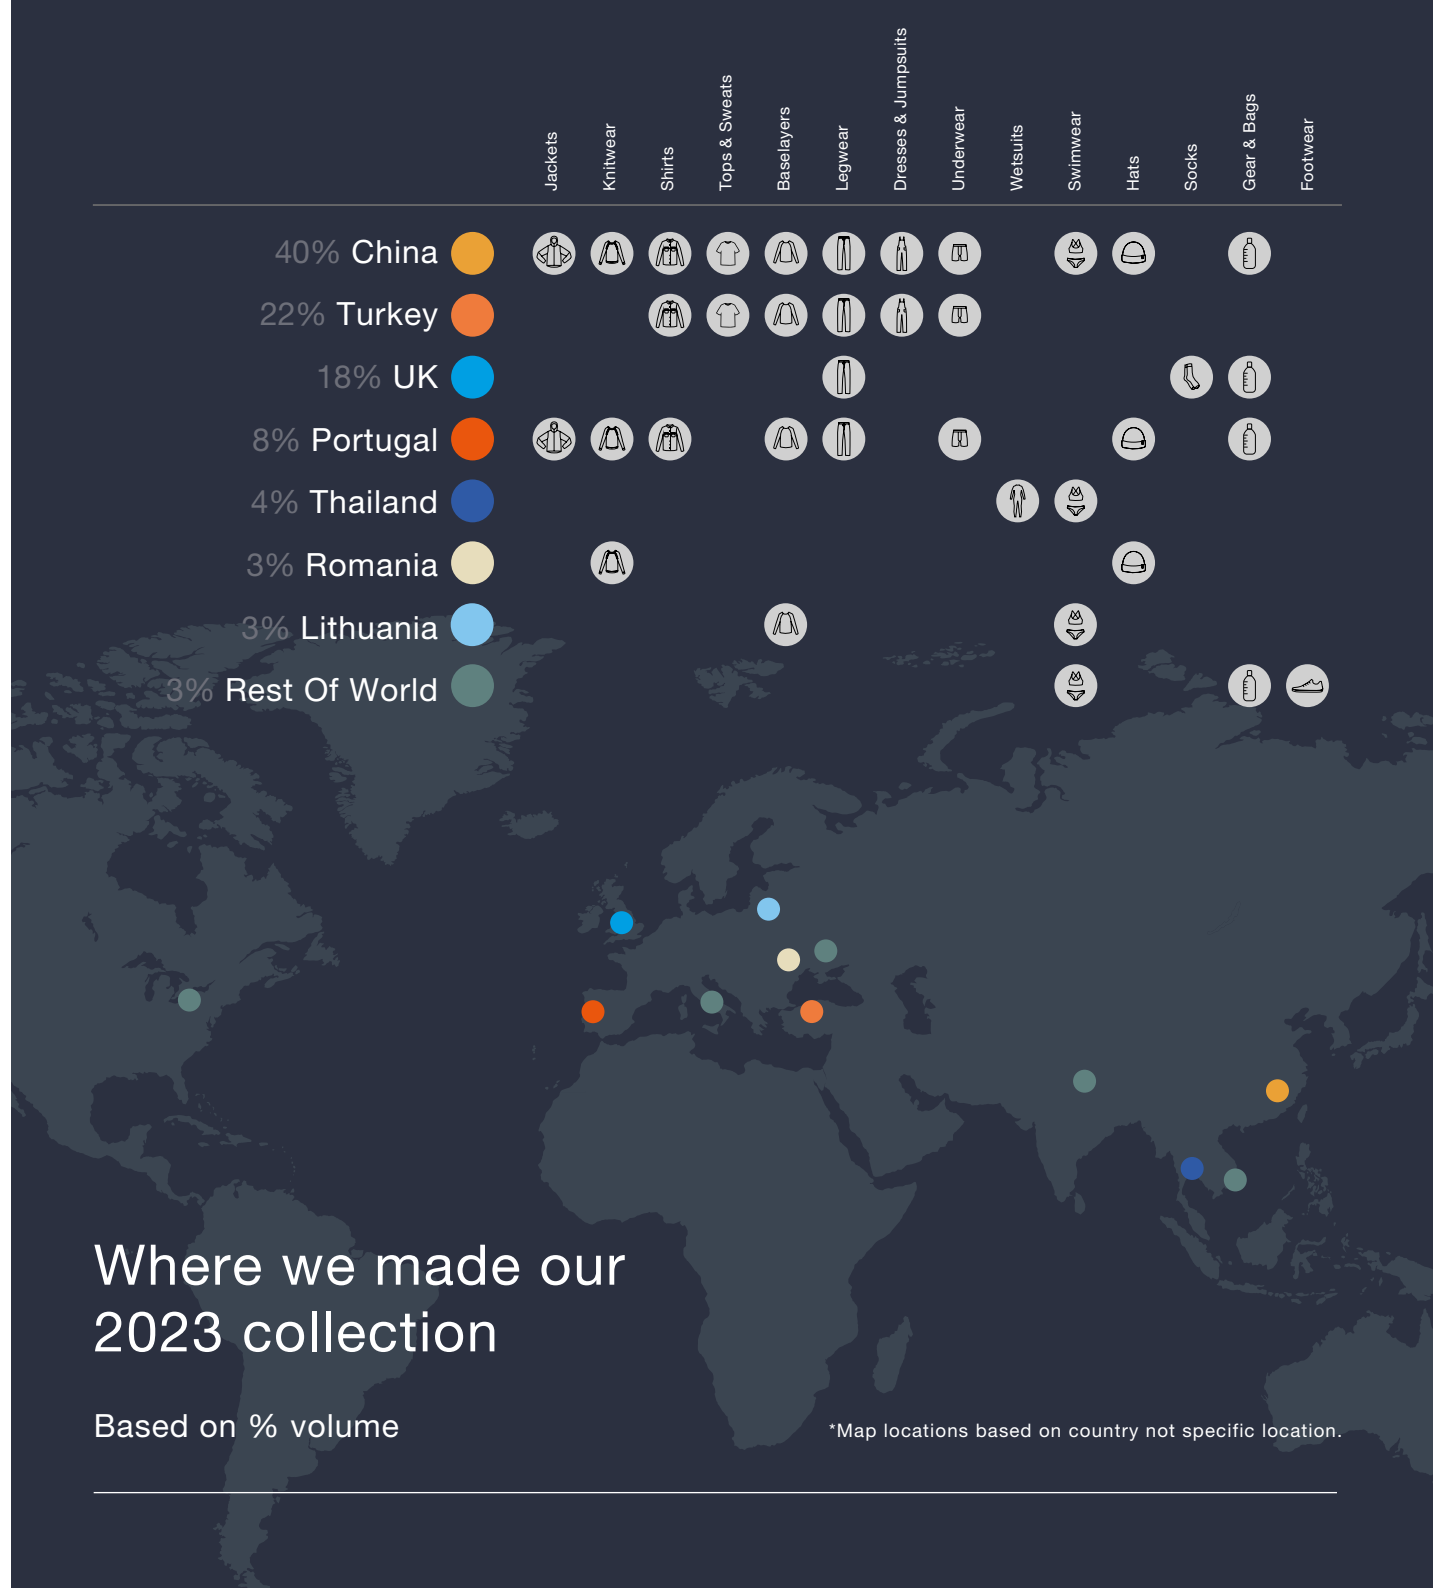 Jackets
Knitwear
Shirts
Tops & Sweats
Baselayers
Legwear
Dresses & Jumpsuits
Underwear
Wetsuits
Swimwear
Hats
Socks
Gear & Bags
Footwear
40% China
22% Turkey
18% UK
8% Portugal
4% Thailand
3% Romania
3% Lithuania
3% Rest Of World
Where we made our
2023 collection
Based on % volume
*Map locations based on country not specific location.